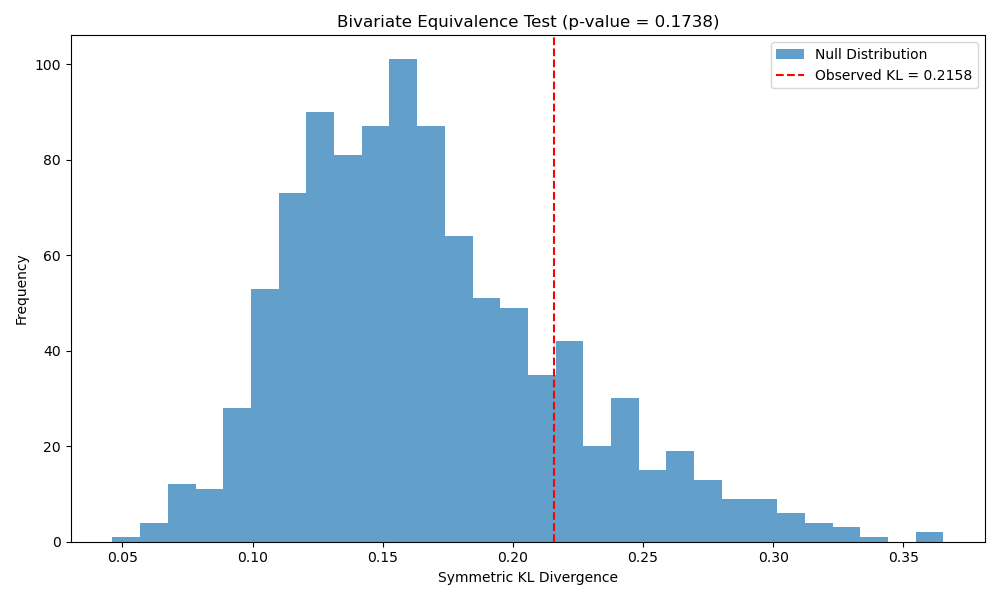 Bivariate Equivalence Test (p-value = 0.1738)
Null Distribution
Observed KL = 0.2158
100
80
60
40
20
0
Frequency
0.05 0.10 0.15 0.20 0.25 0.30 0.35
Symmetric KL Divergence